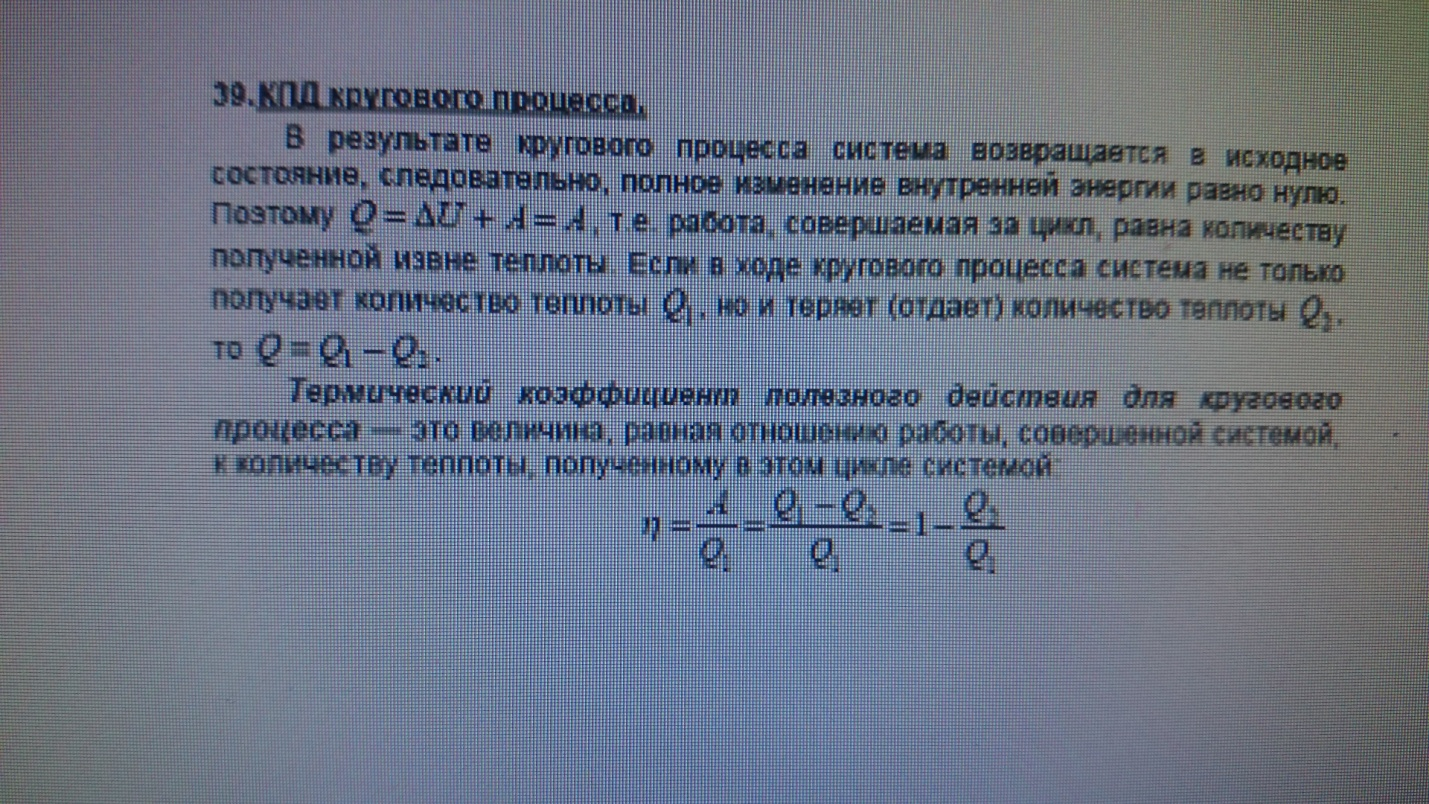 39. КПД кругового процесса.
В результате кругового процесса система возвращается в исходное
состояние, следовательно, полное изменение внутренней энергии равно нулю.
Поэтому Q = ΔU + A = A, т.е. работа, совершаемая за цикл, равна количеству
полученной извне теплоты. Если в ходе кругового процесса система не только
получает количество теплоты Q₁, но и теряет (отдает) количество теплоты Q₂,
то Q = Q₁ − Q₂.
Термический коэффициент полезного действия для кругового
процесса — это величина, равная отношению работы, совершенной системой,
к количеству теплоты, полученному в этом цикле системой:
η = A/Q₁ = (Q₁ − Q₂)/Q₁ = 1 − Q₂/Q₁